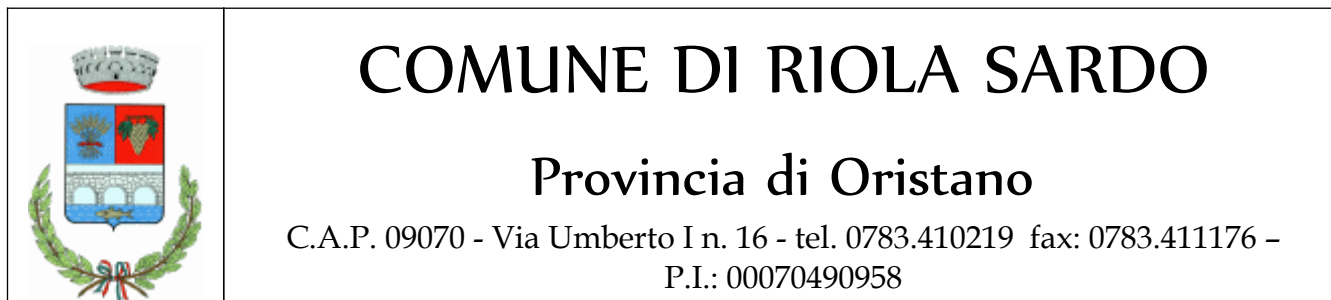 COMUNE DI RIOLA SARDO
Provincia di Oristano
C.A.P. 09070 - Via Umberto I n. 16 - tel. 0783.410219 fax: 0783.411176 –
P.I.: 00070490958